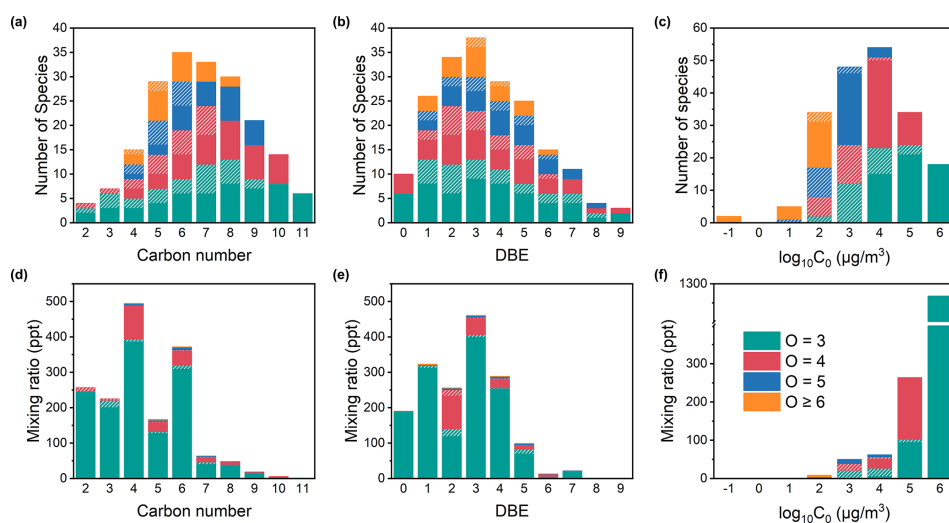 (a)
40
35
30
25
20
15
10
5
0
Number of Species
2 3 4 5 6 7 8 9 10 11
Carbon number
(b)
40
35
30
25
20
15
10
5
0
Number of Species
0 1 2 3 4 5 6 7 8 9
DBE
(c)
60
50
40
30
20
10
0
Number of species
-1 0 1 2 3 4 5 6
log10C0 (μg/m³)
(d)
500
400
300
200
100
0
Mixing ratio (ppt)
2 3 4 5 6 7 8 9 10 11
Carbon number
(e)
500
400
300
200
100
0
Mixing ratio (ppt)
0 1 2 3 4 5 6 7 8 9
DBE
(f)
1300
300
200
100
0
Mixing ratio (ppt)
O = 3
O = 4
O = 5
O ≥ 6
-1 0 1 2 3 4 5 6
log10C0 (μg/m³)